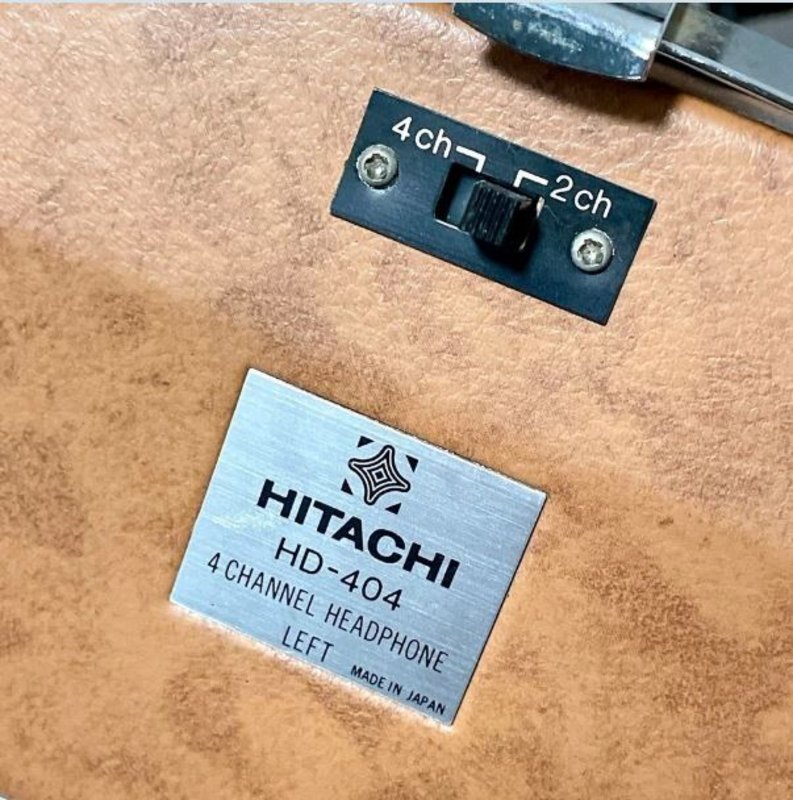 4ch 2ch
HITACHI
HD-404
4 CHANNEL HEADPHONE
LEFT
MADE IN JAPAN